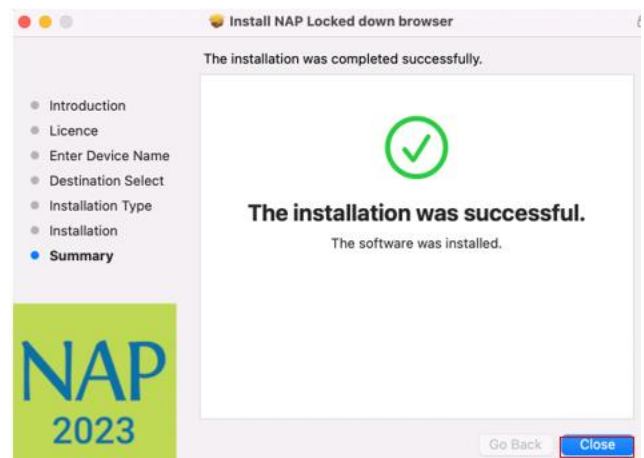 Install NAP Locked down browser
The installation was completed successfully.
Introduction
Licence
Enter Device Name
Destination Select
Installation Type
Installation
Summary
The installation was successful.
The software was installed.
NAP
2023
Go Back
Close